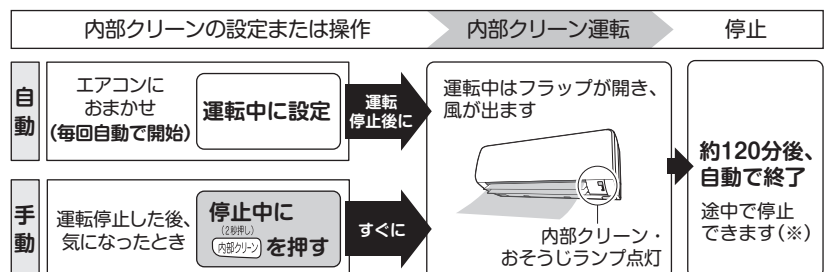 内部クリーンの設定または操作
内部クリーン運転
停止
自動
エアコンに
おまかせ
(毎回自動で開始)
運転中に設定
運転
停止後に
手動
運転停止した後、
気になったとき
停止中に
(2秒押し)
内部クリーン を押す
すぐに
運転中はフラップが開き、
風が出ます
内部クリーン・
おそうじランプ点灯
約120分後、
自動で終了
途中で停止
できます(※)